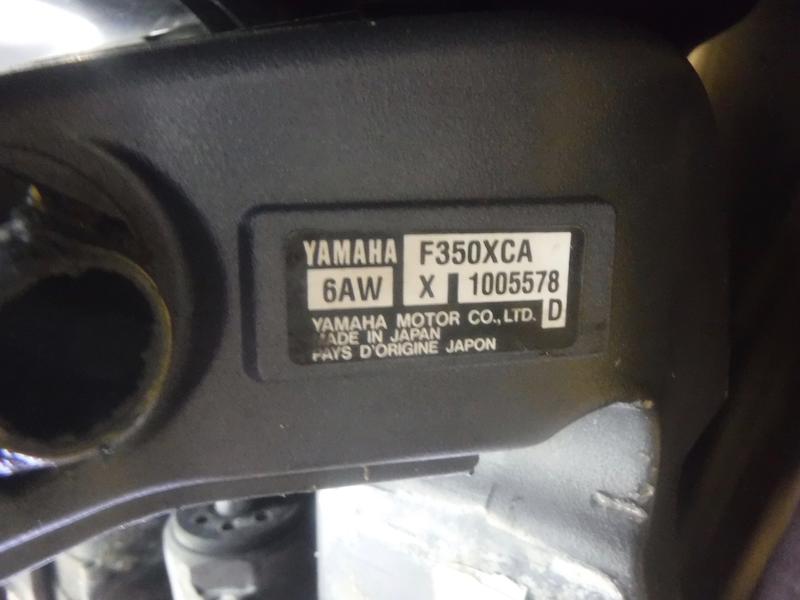 YAMAHA F350XCA
6AW X 1005578
D
YAMAHA MOTOR CO., LTD.
MADE IN JAPAN
PAYS D'ORIGINE JAPON